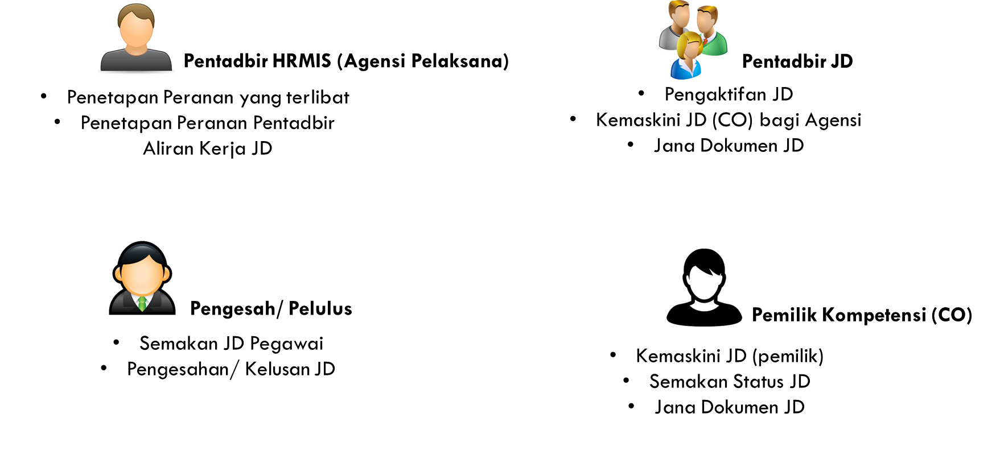 Pentadbir HRMIS (Agensi Pelaksana)
• Penetapan Peranan yang terlibat
• Penetapan Peranan Pentadbir
Aliran Kerja JD
Pentadbir JD
• Pengaktifan JD
• Kemaskini JD (CO) bagi Agensi
• Jana Dokumen JD
Pengesah/ Pelulus
• Semakan JD Pegawai
• Pengesahan/ Kelusan JD
Pemilik Kompetensi (CO)
• Kemaskini JD (pemilik)
• Semakan Status JD
• Jana Dokumen JD